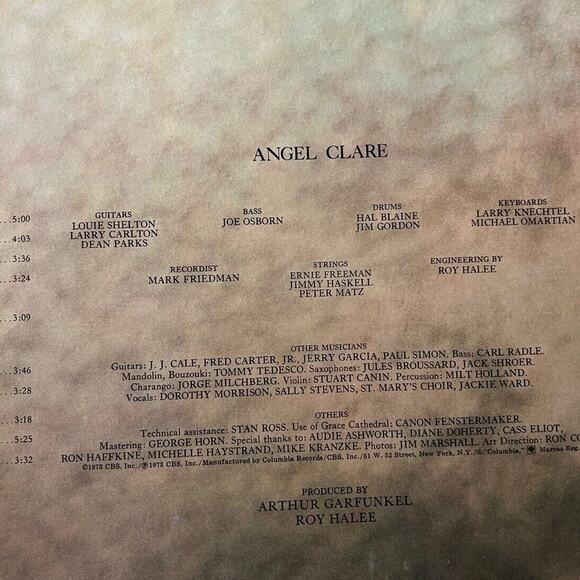 ANGEL CLARE
...5:00
...4:03
...3:36
...3:24
...3:09
...3:46
...3:28
...3:18
...5:25
...3:32
GUITARS
LOUIE SHELTON
LARRY CARLTON
DEAN PARKS
BASS
JOE OSBORN
DRUMS
HAL BLAINE
JIM GORDON
KEYBOARDS
LARRY KNECHTEL
MICHAEL OMARTIAN
RECORDIST
MARK FRIEDMAN
STRINGS
ERNIE FREEMAN
JIMMY HASKELL
PETER MATZ
ENGINEERING BY
ROY HALEE
OTHER MUSICIANS
Guitars: J. J. CALE, FRED CARTER, JR., JERRY GARCIA, PAUL SIMON. Bass: CARL RADLE.
Mandolin, Bouzouki: TOMMY TEDESCO. Saxophones: JULES BROUSSARD, JACK SHROER.
Charango: JORGE MILCHBERG. Violin: STUART CANIN. Percussion: MILT HOLLAND.
Vocals: DOROTHY MORRISON, SALLY STEVENS, ST. MARY'S CHOIR, JACKIE WARD.
OTHERS
Technical assistance: STAN ROSS. Use of Grace Cathedral: CANON FENSTERMAKER.
Mastering: GEORGE HORN. Special thanks to: AUDIE ASHWORTH, DIANE DOHERTY, CASS ELIOT,
RON HAFFKINE, MICHELLE HAYSTRAND, MIKE KRANZKE. Photos: JIM MARSHALL. Art Direction: RON CO
©1973 CBS, Inc./℗1973 CBS, Inc./Manufactured by Columbia Records/CBS, Inc./51 W. 52 Street, New York, N.Y./®"Columbia," Marcas Reg.
PRODUCED BY
ARTHUR GARFUNKEL
ROY HALEE